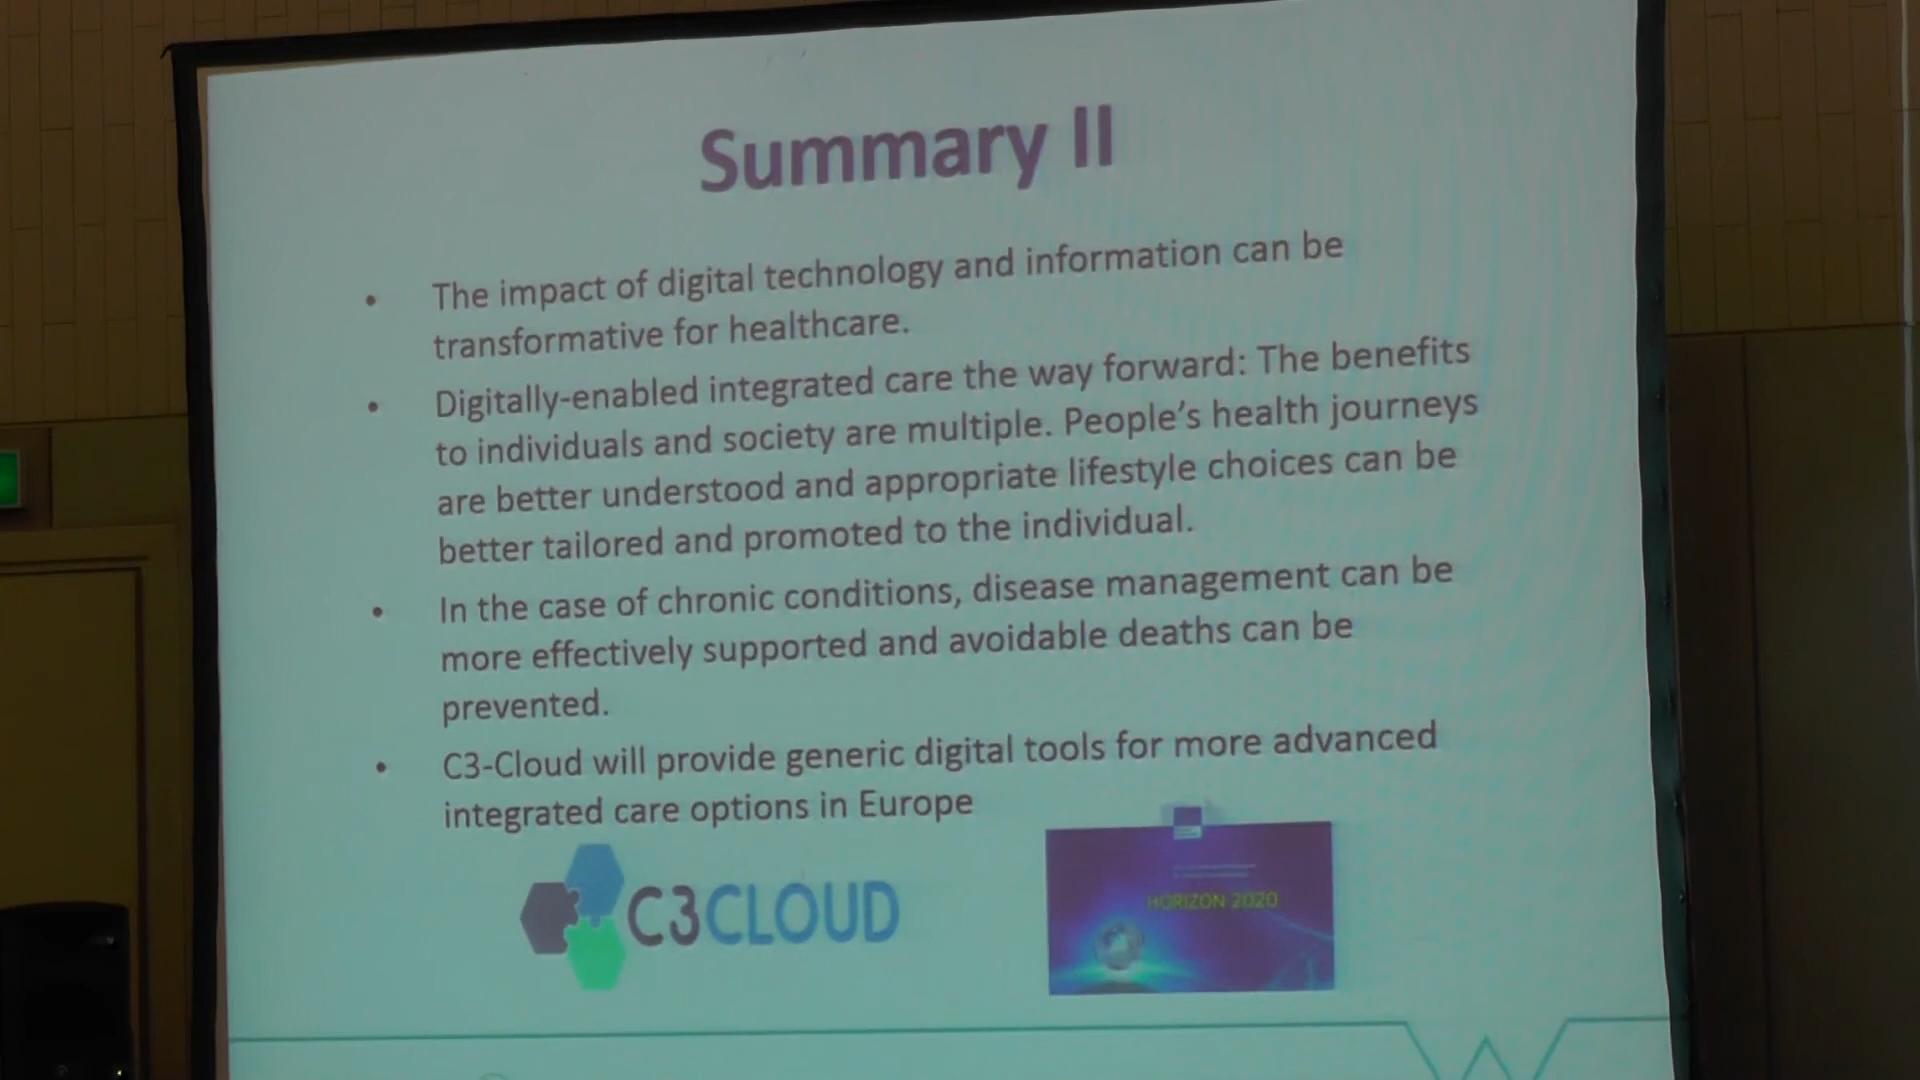 Summary II
• The impact of digital technology and information can be
transformative for healthcare.
• Digitally-enabled integrated care the way forward: The benefits
to individuals and society are multiple. People's health journeys
are better understood and appropriate lifestyle choices can be
better tailored and promoted to the individual.
• In the case of chronic conditions, disease management can be
more effectively supported and avoidable deaths can be
prevented.
• C3-Cloud will provide generic digital tools for more advanced
integrated care options in Europe
C3CLOUD
HORIZON 2020